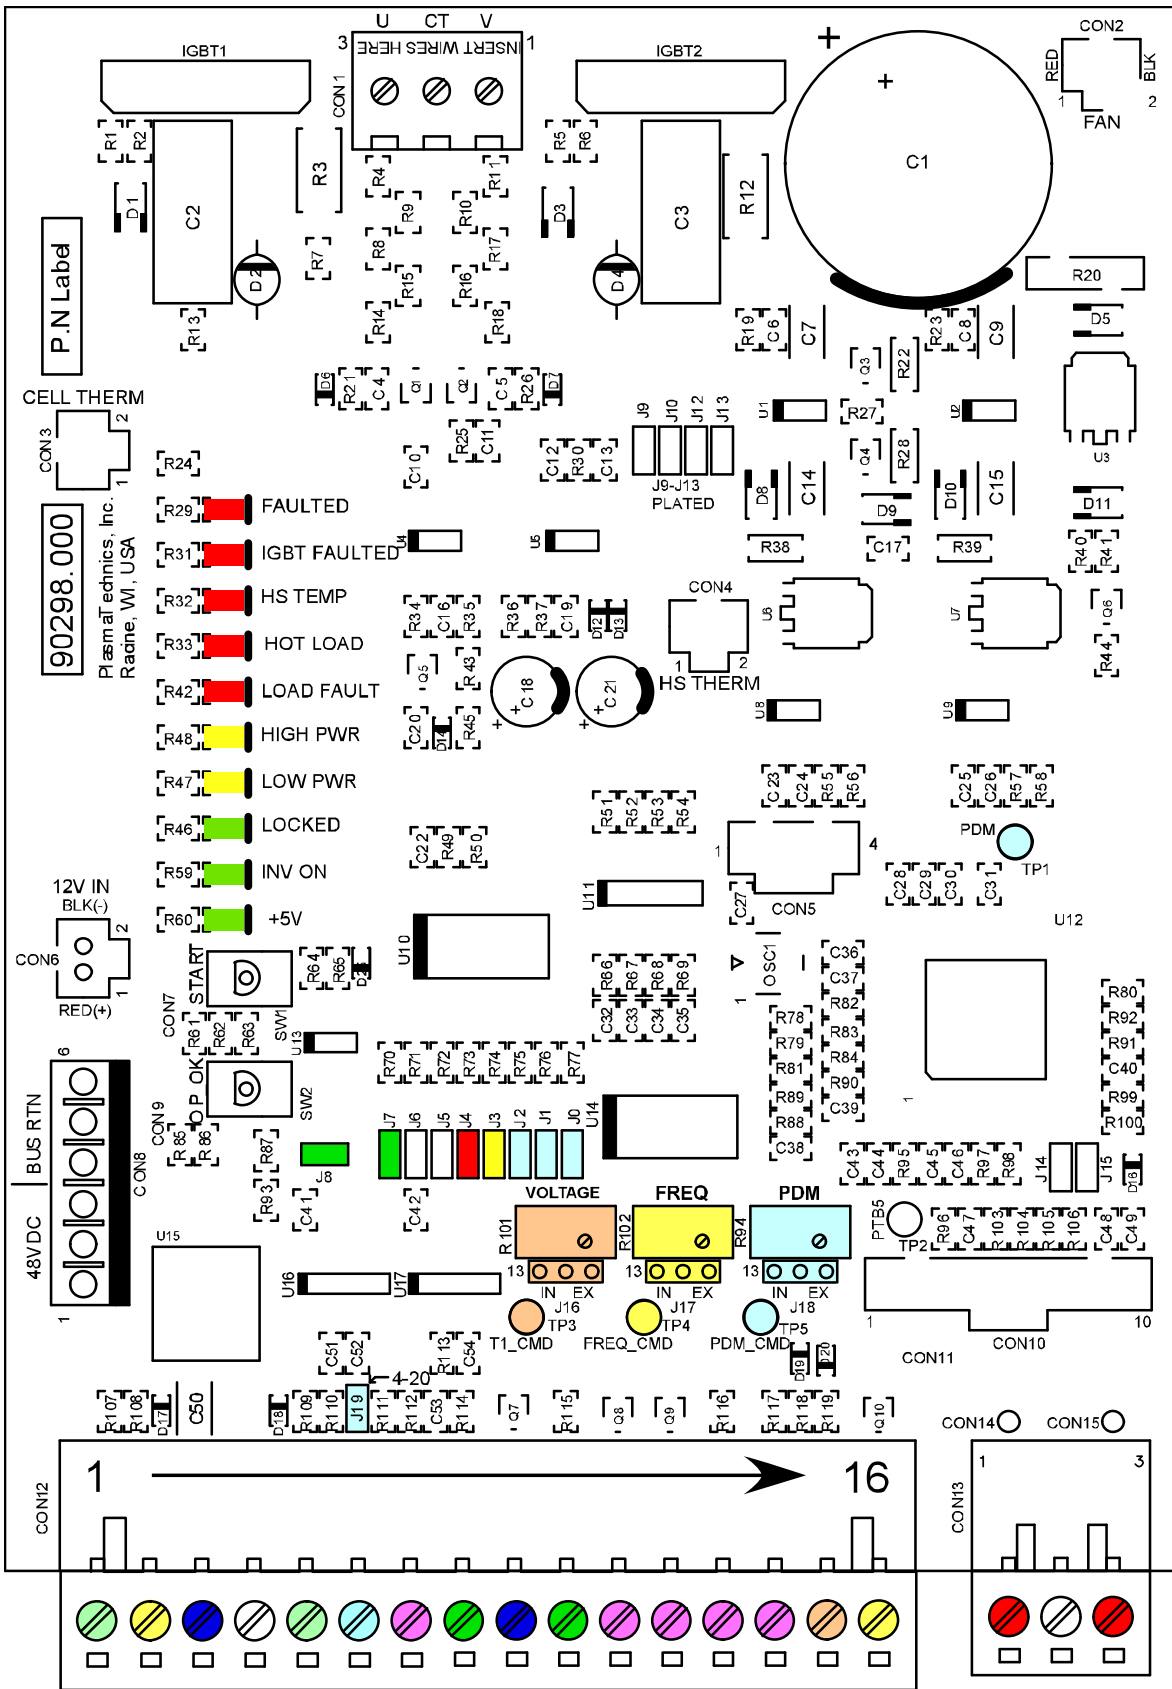 U CT V
3 INSERT WIRES HERE 1
CON 1
IGBT1
IGBT2
CON2
RED
BLK
1 2
FAN
+
+
C1
R1 R2
R3
R4
R11
R5 R6
R12
D1
C2
R9
R10
D3
C3
R7
R8
R17
D2
R15
R16
D4
R20
P.N Label
R13
R14
R18
R19 C6 C7
R23 C8 C9
D5
Q3
R22
D6 R21 C4 Q1 Q2 C5 R26 D7
CELL THERM
CON 3
2
1
J9 J10 J12 J13
U1
R27
U2
R25 C11
Q4
R28
U3
R24
C10
C12 R30 C13
J9-J13
PLATED
D8
C14
D9
D10
C15
D11
90298.000
PlasmaTechnics, Inc.
Racine, WI, USA
R29 FAULTED
R31 IGBT FAULTED
R32 HS TEMP
R33 HOT LOAD
R42 LOAD FAULT
R48 HIGH PWR
R47 LOW PWR
R46 LOCKED
R59 INV ON
R60 +5V
U4
U5
R38
C17
R39
R40 R41
CON4
1 2
HS THERM
U6
U7
Q6
R44
R34 C16 R35
R36 R37 C19 D12 D13
Q5
R43
+ C18
+ C21
C20 D14 R45
U8
U9
C23 C24 R55 R56
C25 C26 R57 R58
R51 R52 R53 R54
PDM
TP1
1 4
CON5
C22 R49 R50
U11
C27
C28 C29 C30 C31
U12
12V IN
BLK(-)
CON6
2
1
RED(+)
U10
START
CON7
SW1
R64 R65 D25
R66 R67 R68 R69
C32 C33 C34 C35
OSC1
1
C36
C37
R82
R83
R84
R90
C39
R78
R79
R81
R89
R88
C38
R80
R92
R91
C40
R99
R100
1
R61 R62 R63
U13
OP OK
CON 9
SW2
R70 R71 R72 R73 R74 R75 R76 R77
6
BUS RTN
48V DC
CON8
1
R85 R86
R87
R93
J8
J7 J6 J5 J4 J3 J2 J1 J0
U14
C41
C42
C43 C44 R95 C45 C46 R97 R98
J14 J15
D16
VOLTAGE FREQ PDM
R101
R102
R94
13 13 13
IN EX IN EX IN EX
J16 J17 J18
TP3 TP4 TP5
T1_CMD FREQ_CMD PDM_CMD
PTB5
TP2
R96 C47 R103 R104 R105 R106 C48 C49
1 10
CON10
CON11
U15
U16
U17
C51 C52
R113 C54
D19 D20
4-20
R107 R108 D17 C50
D18 R109 R110 J19 R111 R112 C53 R114 Q7 R115 Q8 Q9 R116 R117 R118 R119 Q10
CON14 CON15
CON12
1 16
CON13
1 3